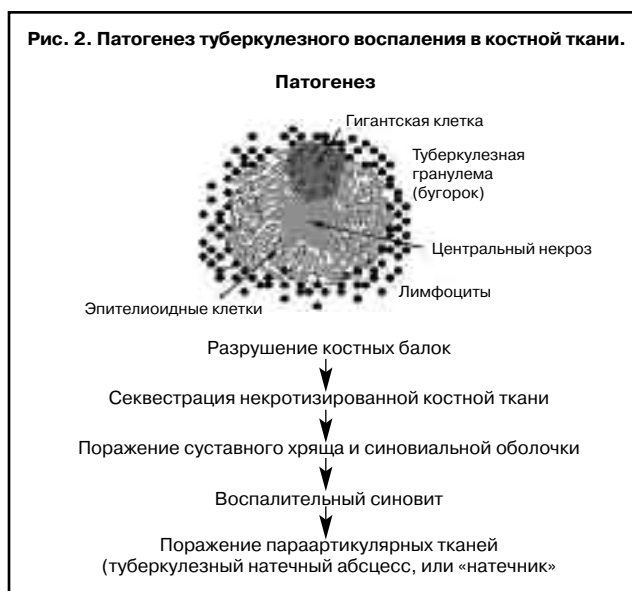 Рис. 2. Патогенез туберкулезного воспаления в костной ткани.
Патогенез
Гигантская клетка
Туберкулезная
гранулема
(бугорок)
Центральный некроз
Лимфоциты
Эпителиоидные клетки
Разрушение костных балок
Секвестрация некротизированной костной ткани
Поражение суставного хряща и синовиальной оболочки
Воспалительный синовит
Поражение параартикулярных тканей
(туберкулезный натечный абсцесс, или «натечник»